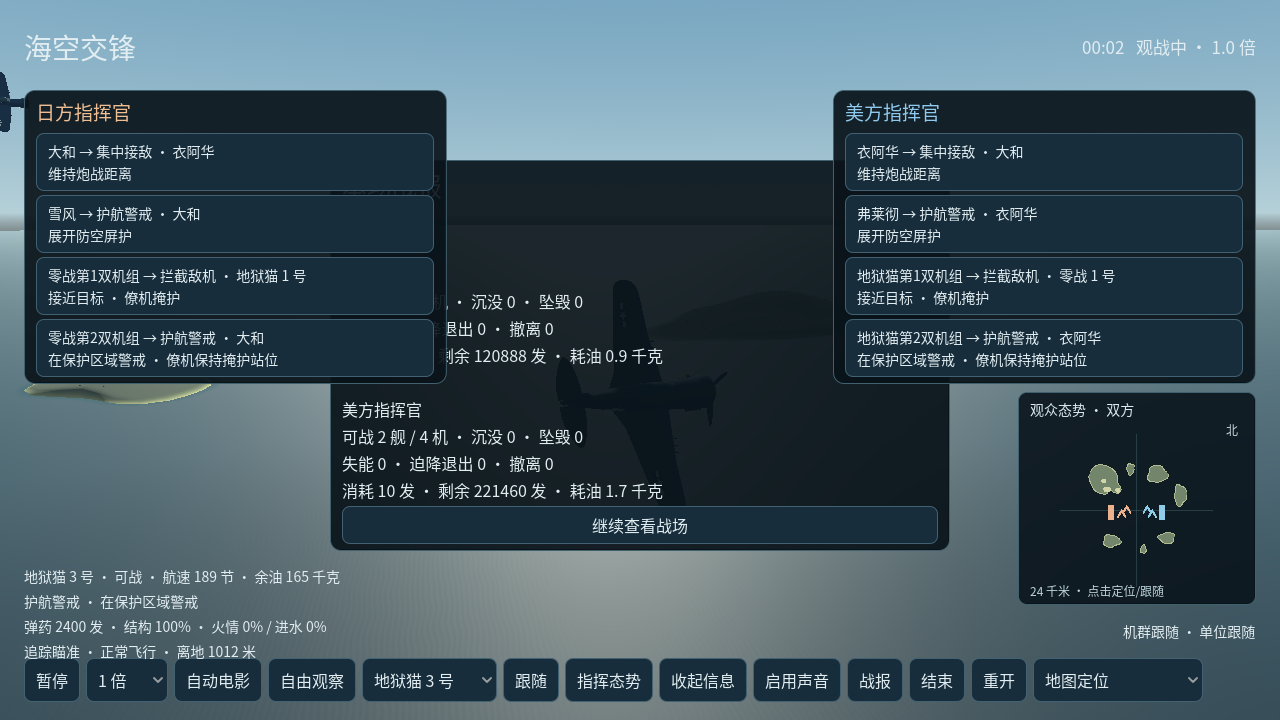 海空交锋
00:02 观战中 · 1.0 倍
日方指挥官
大和 → 集中接敌 · 衣阿华
维持炮战距离
雪风 → 护航警戒 · 大和
展开防空屏护
零战第1双机组 → 拦截敌机 · 地狱猫 1 号
接近目标 · 僚机掩护
零战第2双机组 → 护航警戒 · 大和
在保护区域警戒 · 僚机保持掩护站位
美方指挥官
衣阿华 → 集中接敌 · 大和
维持炮战距离
弗莱彻 → 护航警戒 · 衣阿华
展开防空屏护
地狱猫第1双机组 → 拦截敌机 · 零战 1 号
接近目标 · 僚机掩护
地狱猫第2双机组 → 护航警戒 · 衣阿华
在保护区域警戒 · 僚机保持掩护站位
· 沉没 0 · 坠毁 0
退出 0 · 撤离 0
剩余 120888 发 · 耗油 0.9 千克
美方指挥官
可战 2 舰 / 4 机 · 沉没 0 · 坠毁 0
失能 0 · 迫降退出 0 · 撤离 0
消耗 10 发 · 剩余 221460 发 · 耗油 1.7 千克
继续查看战场
观众态势 · 双方
北
24 千米 · 点击定位/跟随
机群跟随 · 单位跟随
地狱猫 3 号 · 可战 · 航速 189 节 · 余油 165 千克
护航警戒 · 在保护区域警戒
弹药 2400 发 · 结构 100% · 火情 0% / 进水 0%
追踪瞄准 · 正常飞行 · 离地 1012 米
暂停 1 倍 自动电影 自由观察 地狱猫 3 号 跟随 指挥态势 收起信息 启用声音 战报 结束 重开 地图定位